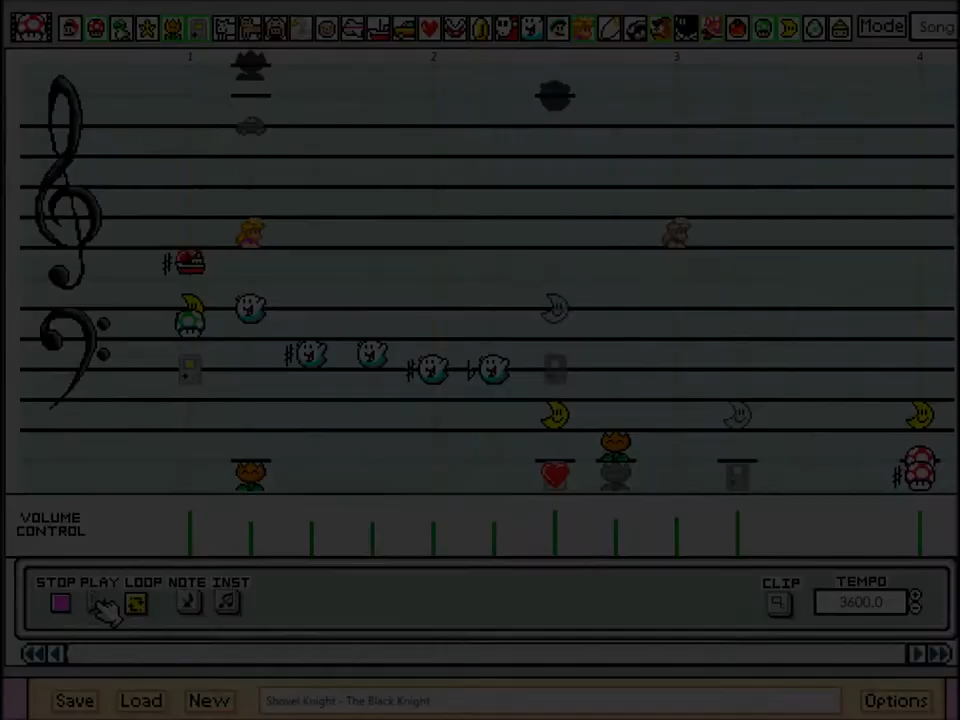 Mode Song
1 2 3 4
VOLUME
CONTROL
STOP PLAY LOOP NOTE INST CLIP TEMPO
3600.0
Save Load New Shovel Knight - The Black Knight Options